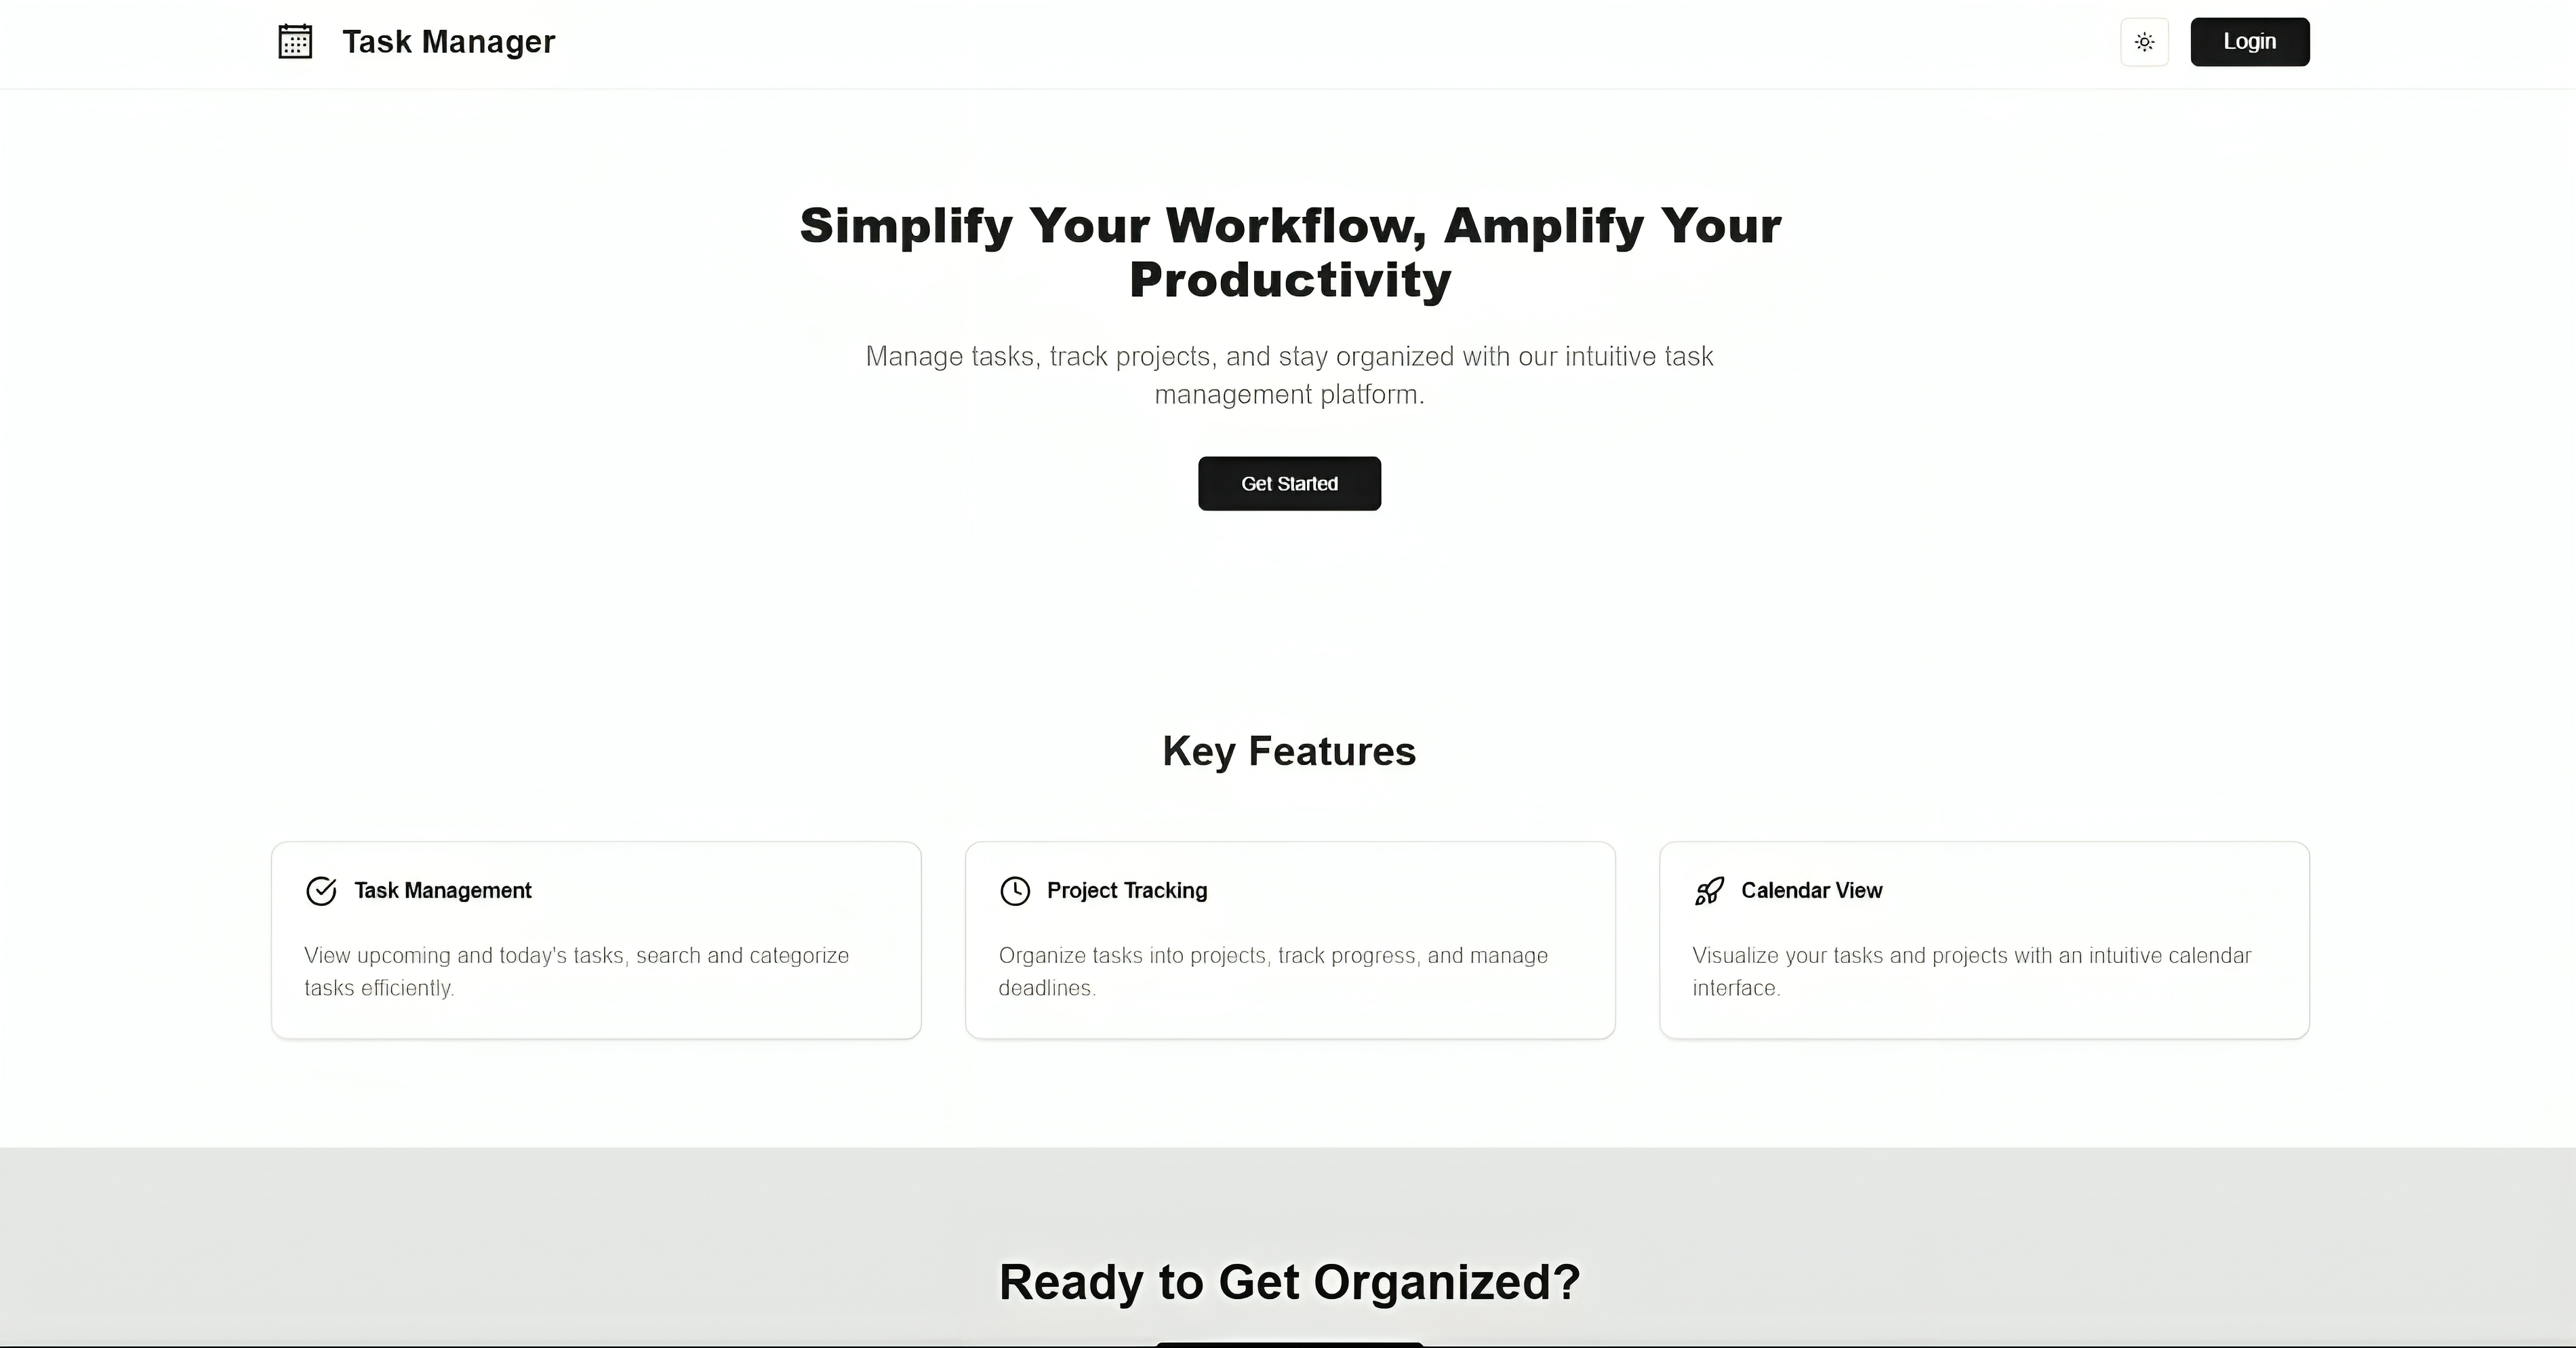 Task Manager
Login
Simplify Your Workflow, Amplify Your
Productivity
Manage tasks, track projects, and stay organized with our intuitive task
management platform.
Get Started
Key Features
Task Management
View upcoming and today's tasks, search and categorize
tasks efficiently.
Project Tracking
Organize tasks into projects, track progress, and manage
deadlines.
Calendar View
Visualize your tasks and projects with an intuitive calendar
interface.
Ready to Get Organized?